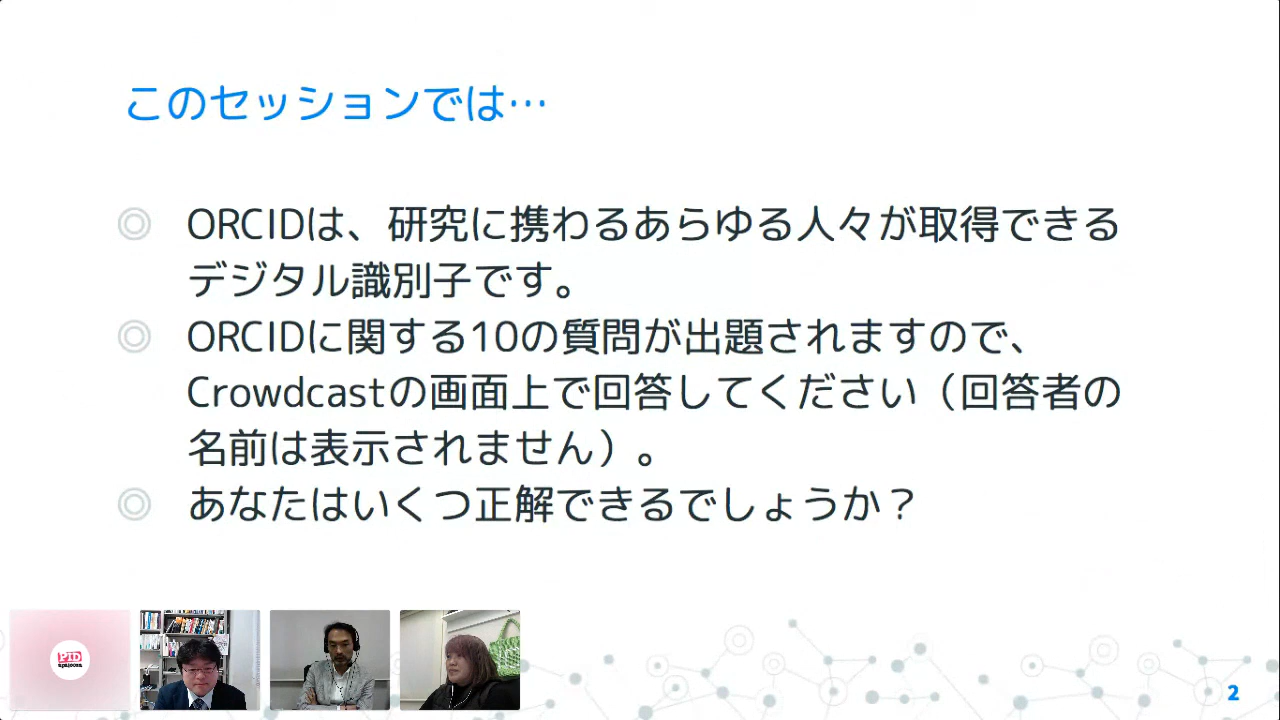 このセッションでは…
ORCIDは、研究に携わるあらゆる人々が取得できる
デジタル識別子です。
ORCIDに関する10の質問が出題されますので、
Crowdcastの画面上で回答してください（回答者の
名前は表示されません）。
あなたはいくつ正解できるでしょうか？
PID
apalooza
2